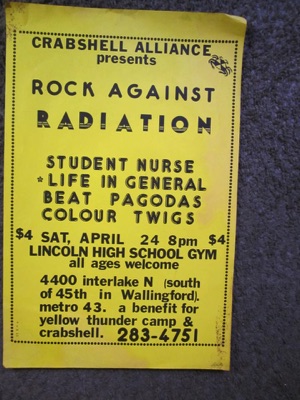 CRABSHELL ALLIANCE
presents
ROCK AGAINST
RADIATION
STUDENT NURSE
* LIFE IN GENERAL
BEAT PAGODAS
COLOUR TWIGS
$4 SAT, APRIL 24 8pm $4
LINCOLN HIGH SCHOOL GYM
all ages welcome
4400 interlake N (south
of 45th in Wallingford).
metro 43. a benefit for
yellow thunder camp &
crabshell. 283-4751